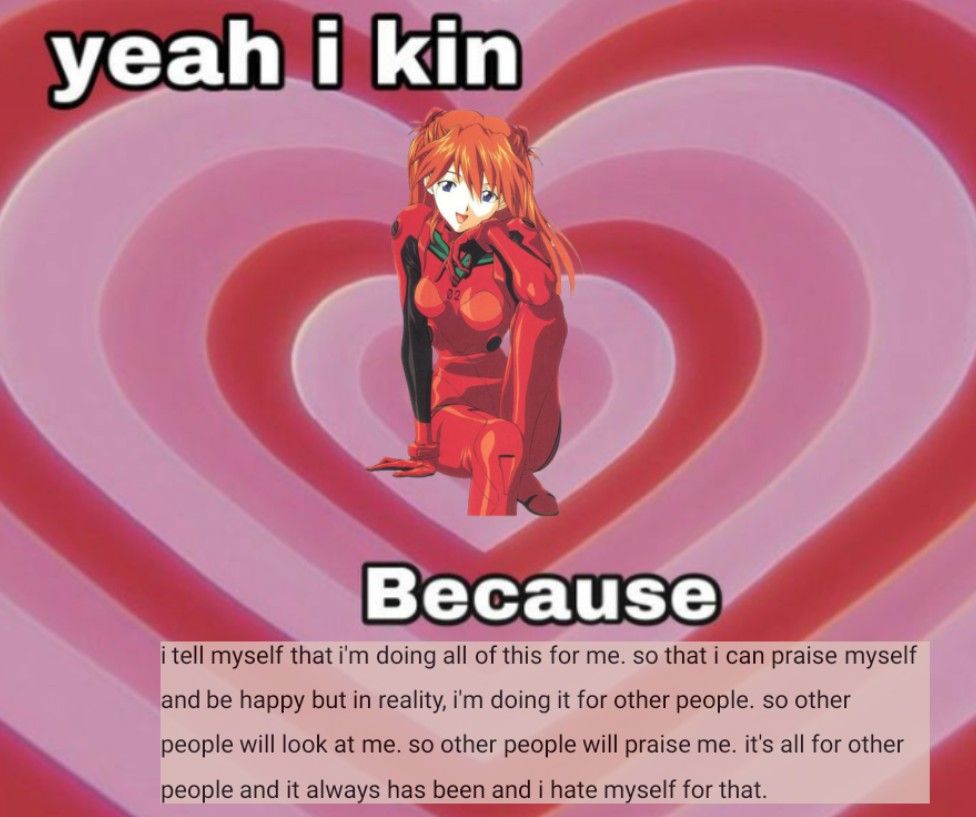 yeah i kin
02
Because
i tell myself that i'm doing all of this for me. so that i can praise myself
and be happy but in reality, i'm doing it for other people. so other
people will look at me. so other people will praise me. it's all for other
people and it always has been and i hate myself for that.